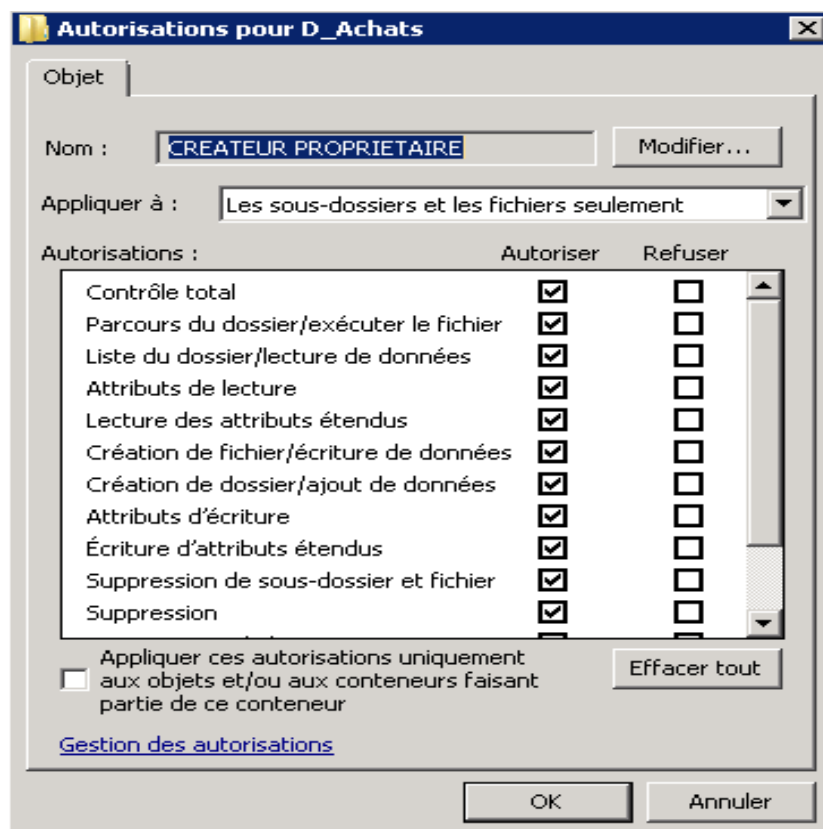 Autorisations pour D_Achats
Objet
Nom : CREATEUR PROPRIETAIRE Modifier...
Appliquer à : Les sous-dossiers et les fichiers seulement
Autorisations : Autoriser Refuser
Contrôle total
Parcours du dossier/exécuter le fichier
Liste du dossier/lecture de données
Attributs de lecture
Lecture des attributs étendus
Création de fichier/écriture de données
Création de dossier/ajout de données
Attributs d'écriture
Écriture d'attributs étendus
Suppression de sous-dossier et fichier
Suppression
Appliquer ces autorisations uniquement
aux objets et/ou aux conteneurs faisant
partie de ce conteneur
Effacer tout
Gestion des autorisations
OK Annuler